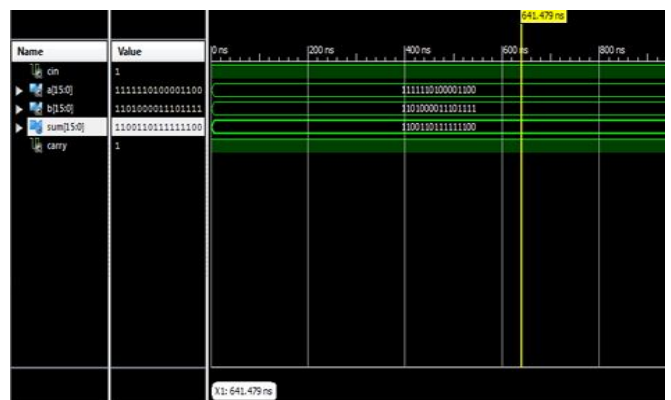 641.479 ns
Name Value 0 ns 200 ns 400 ns 600 ns 800 ns
cin 1
a[15:0] 1111110100001100 1111110100001100
b[15:0] 1101000011101111 1101000011101111
sum[15:0] 1100110111111100 1100110111111100
carry 1
X1: 641.479 ns